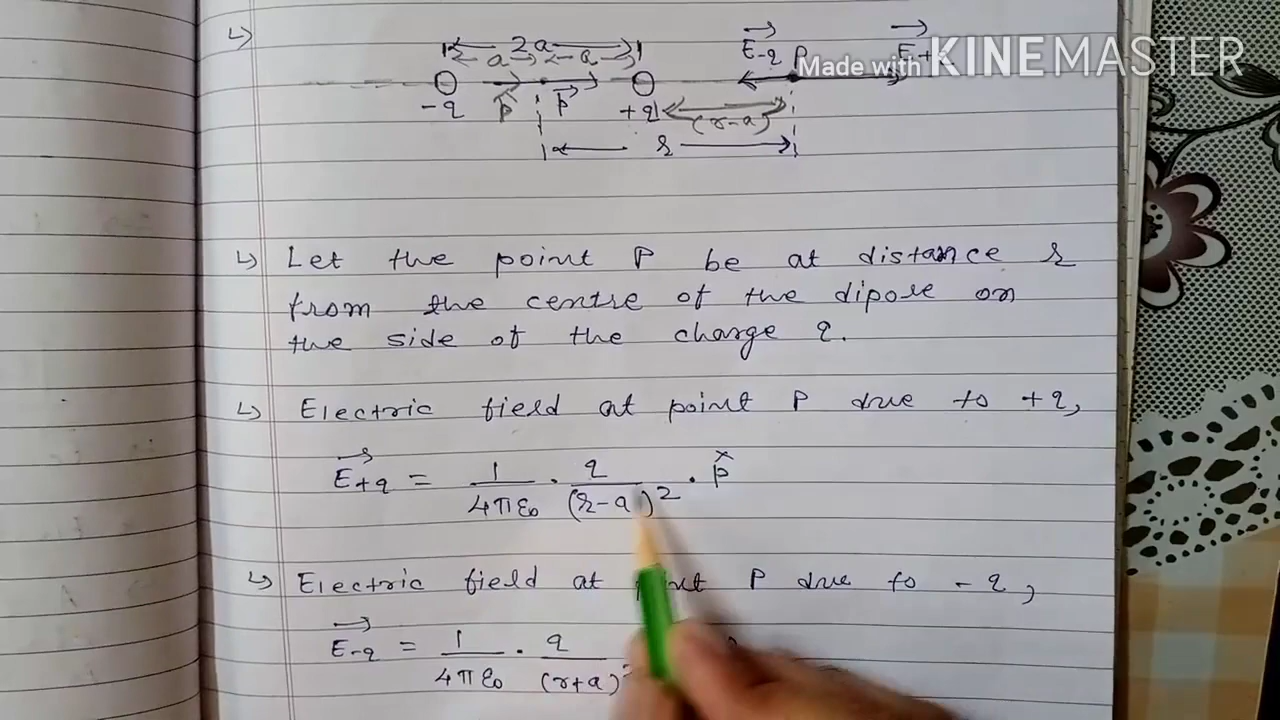 2a
E-q P E+
Made with KINEMASTER
a a
-q p̂ p⃗ +q (r-a)
r
↳ Let the point P be at distance r
from the centre of the dipole on
the side of the charge q.
↳ Electric field at point P due to +q,
E⃗+q = 1/4πε₀ · q/(r-a)² · p̂
↳ Electric field at point P due to -q,
E⃗-q = 1/4πε₀ · q/(r+a)